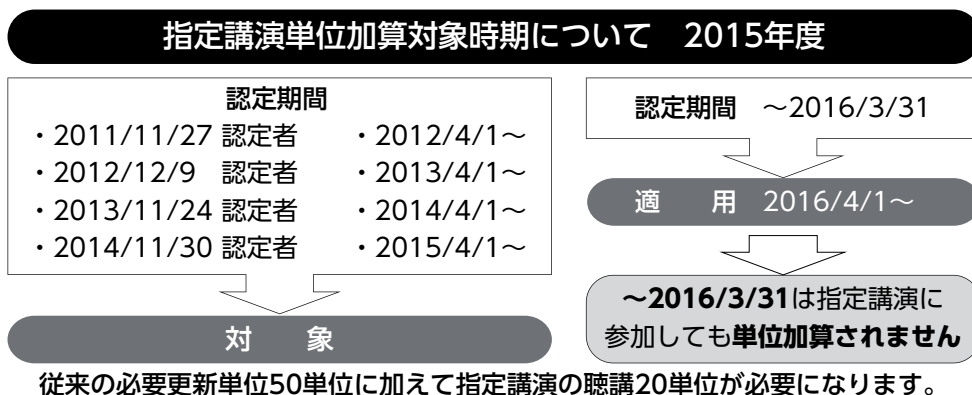 指定講演単位加算対象時期について　2015年度
認定期間
・2011/11/27 認定者　・2012/4/1～
・2012/12/9　認定者　・2013/4/1～
・2013/11/24 認定者　・2014/4/1～
・2014/11/30 認定者　・2015/4/1～
対　象
認定期間　～2016/3/31
適　用　2016/4/1～
～2016/3/31は指定講演に
参加しても単位加算されません
従来の必要更新単位50単位に加えて指定講演の聴講20単位が必要になります。